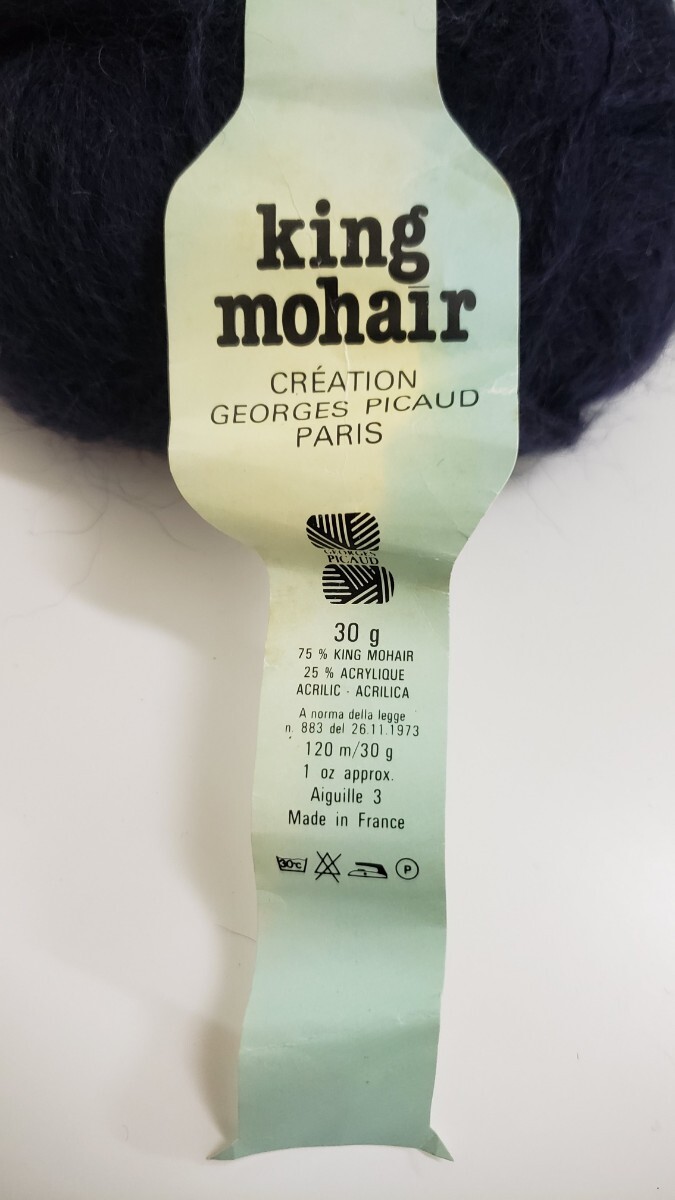 king
mohair
CRÉATION
GEORGES PICAUD
PARIS
GEORGES
PICAUD
30 g
75 % KING MOHAIR
25 % ACRYLIQUE
ACRILIC - ACRILICA
A norma della legge
n. 883 del 26.11.1973
120 m/30 g
1 oz approx.
Aiguille 3
Made in France
30°c P